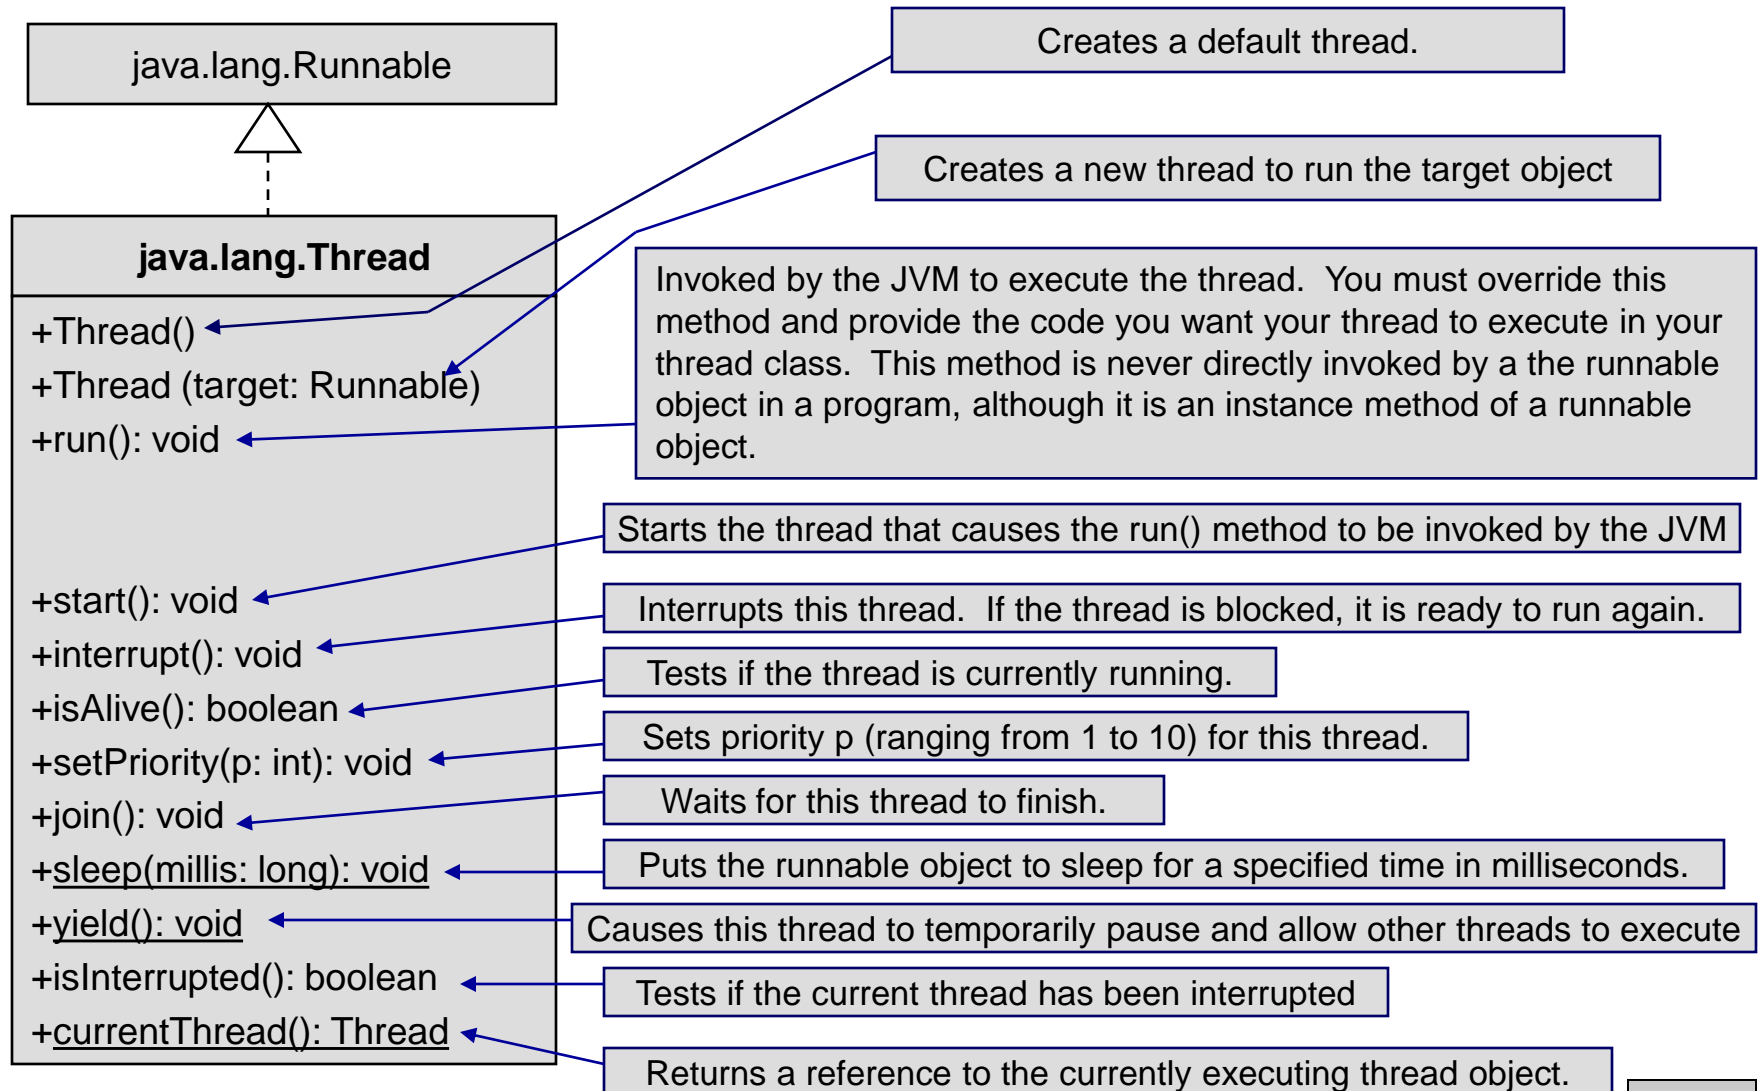 java.lang.Runnable
java.lang.Thread
+Thread()
+Thread (target: Runnable)
+run(): void
+start(): void
+interrupt(): void
+isAlive(): boolean
+setPriority(p: int): void
+join(): void
+sleep(millis: long): void
+yield(): void
+isInterrupted(): boolean
+currentThread(): Thread
Creates a default thread.
Creates a new thread to run the target object
Invoked by the JVM to execute the thread.  You must override this
method and provide the code you want your thread to execute in your
thread class.  This method is never directly invoked by a the runnable
object in a program, although it is an instance method of a runnable
object.
Starts the thread that causes the run() method to be invoked by the JVM
Interrupts this thread.  If the thread is blocked, it is ready to run again.
Tests if the thread is currently running.
Sets priority p (ranging from 1 to 10) for this thread.
Waits for this thread to finish.
Puts the runnable object to sleep for a specified time in milliseconds.
Causes this thread to temporarily pause and allow other threads to execute
Tests if the current thread has been interrupted
Returns a reference to the currently executing thread object.